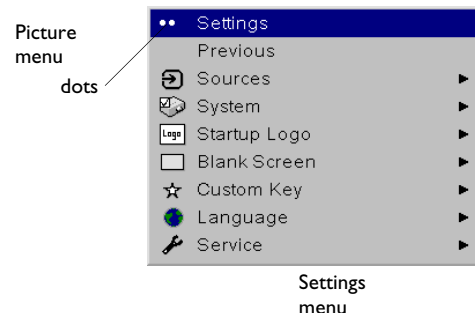 Picture
menu
dots
Settings
Previous
Sources
System
Logo Startup Logo
Blank Screen
Custom Key
Language
Service
Settings
menu